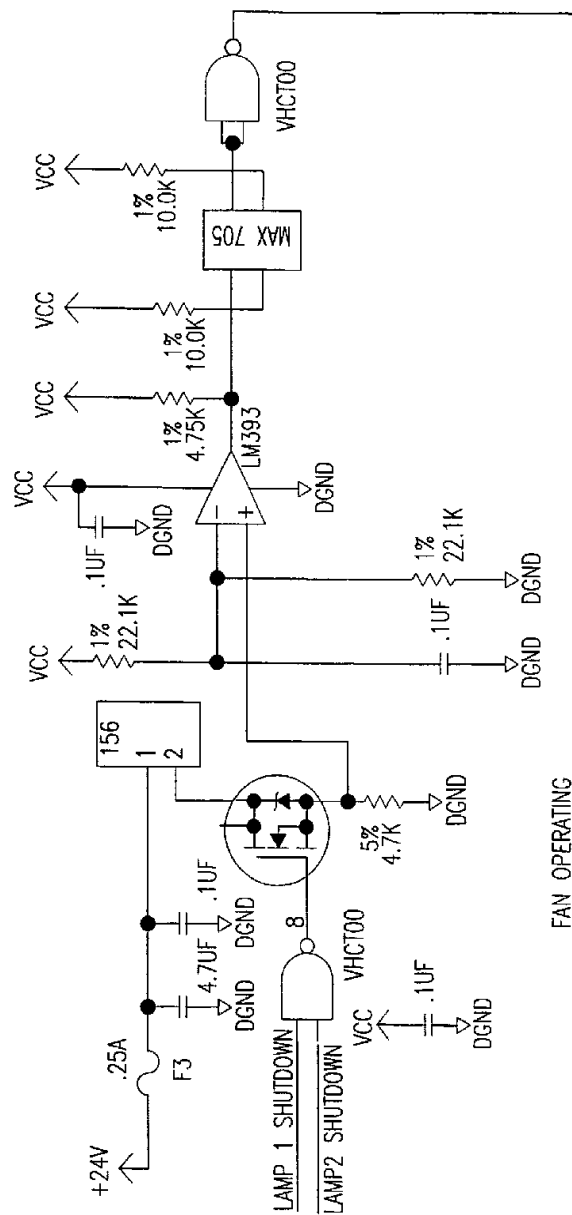 +24V
.25A
F3
4.7UF
DGND
.1UF
DGND
156
1
2
LAMP 1 SHUTDOWN
LAMP2 SHUTDOWN
8
VHCT00
VCC
.1UF
DGND
5%
4.7K
DGND
VCC
1%
22.1K
.1UF
DGND
1%
22.1K
DGND
VCC
.1UF
DGND
−
+
LM393
DGND
VCC
1%
4.75K
VCC
1%
10.0K
MAX 705
VCC
1%
10.0K
VHCT00
FAN OPERATING